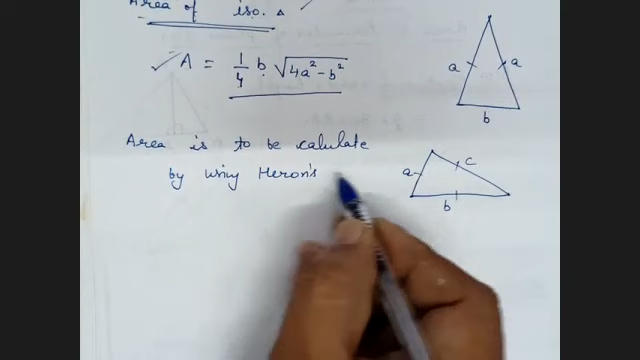 Area of iso. △
✓ A = 1/4 b √4a² - b²
a a
b
Area is to be calulate
by using Heron's
a c
b